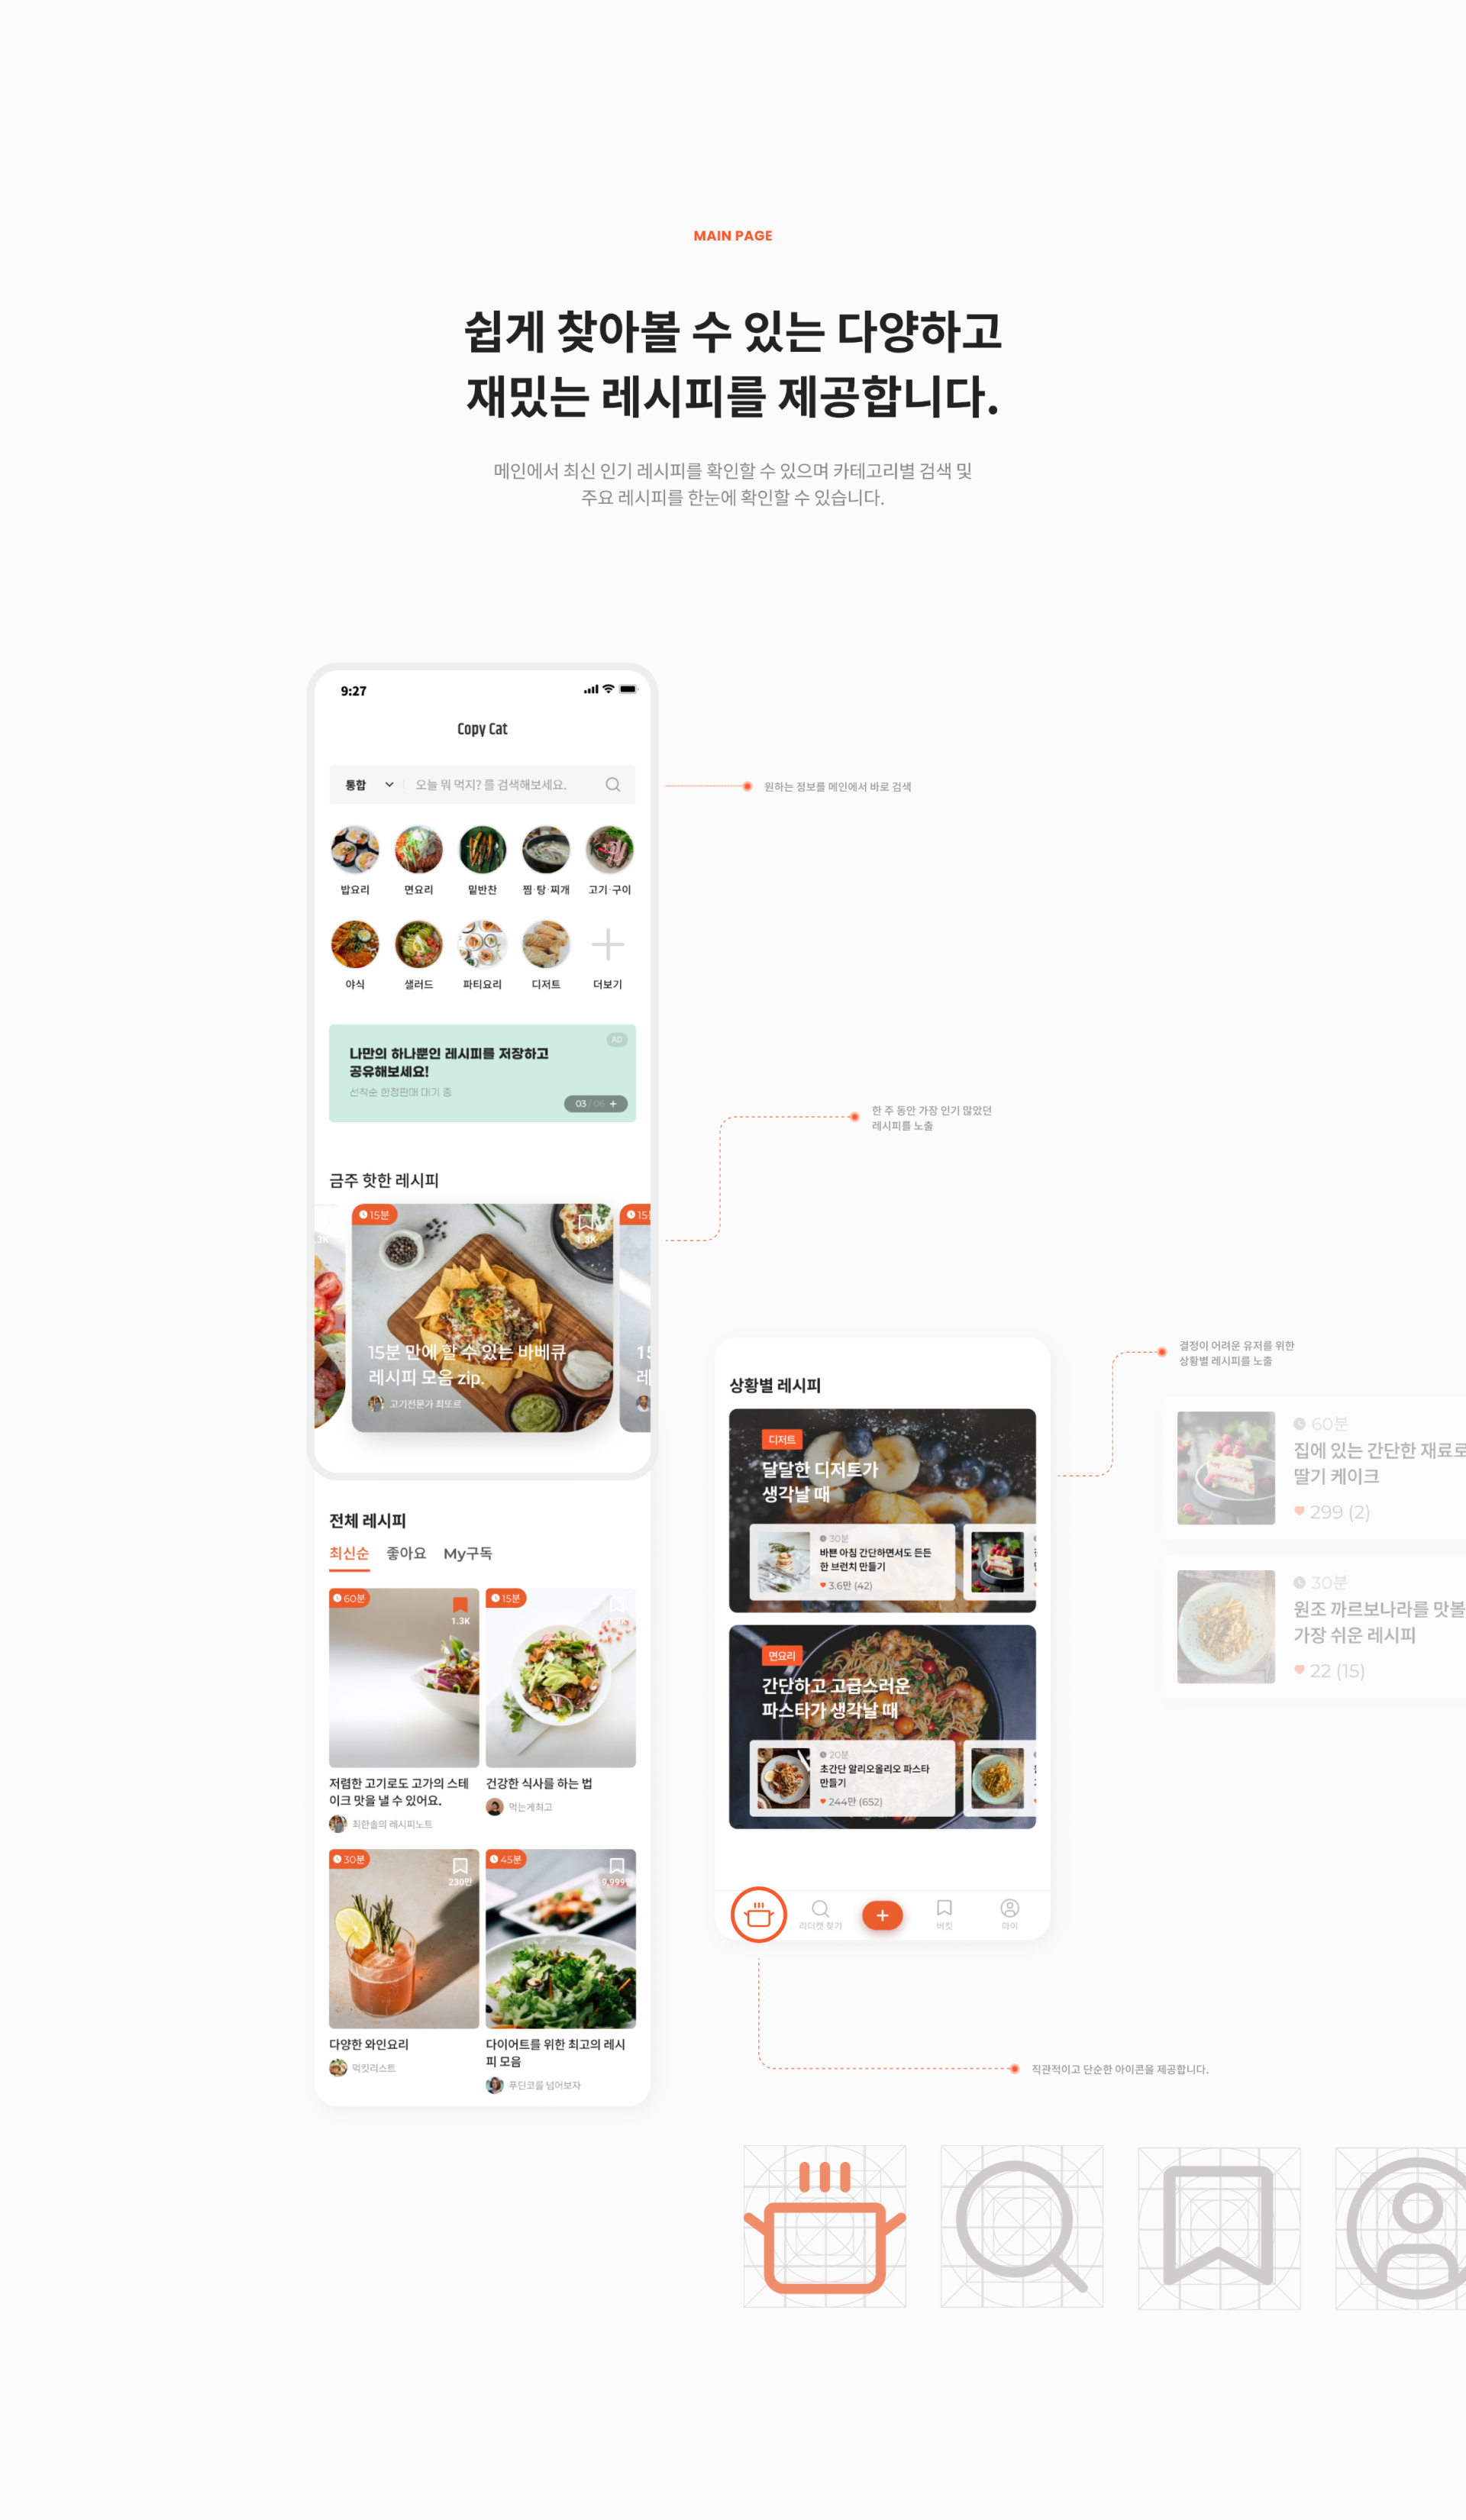 MAIN PAGE
쉽게 찾아볼 수 있는 다양하고
재밌는 레시피를 제공합니다.
메인에서 최신 인기 레시피를 확인할 수 있으며 카테고리별 검색 및
주요 레시피를 한눈에 확인할 수 있습니다.
9:27
Copy Cat
통합
오늘 뭐 먹지? 를 검색해보세요.
원하는 정보를 메인에서 바로 검색
밥요리 면요리 밑반찬 찜·탕·찌개 고기·구이
야식 샐러드 파티요리 디저트 더보기
AD
나만의 하나뿐인 레시피를 저장하고
공유해보세요!
선착순 한정판매 대기 중
03 / 06 +
한 주 동안 가장 인기 많았던
레시피를 노출
금주 핫한 레시피
15분
1.3K
15분 만에 할 수 있는 바베큐
레시피 모음 zip.
고기전문가 최또르
전체 레시피
최신순 좋아요 My구독
60분
1.3K
15분
저렴한 고기로도 고가의 스테
이크 맛을 낼 수 있어요.
최한솔의 레시피노트
건강한 식사를 하는 법
먹는게최고
30분
230만
45분
9,999만
다양한 와인요리
먹킷리스트
다이어트를 위한 최고의 레시
피 모음
푸딘코를 넘어보자
상황별 레시피
디저트
달달한 디저트가
생각날 때
30분
바쁜 아침 간단하면서도 든든
한 브런치 만들기
3.6만 (42)
면요리
간단하고 고급스러운
파스타가 생각날 때
20분
초간단 알리오올리오 파스타
만들기
244만 (652)
리더캣 찾기
버킷
마이
결정이 어려운 유저를 위한
상황별 레시피를 노출
60분
집에 있는 간단한 재료로
딸기 케이크
299 (2)
30분
원조 까르보나라를 맛볼
가장 쉬운 레시피
22 (15)
직관적이고 단순한 아이콘을 제공합니다.